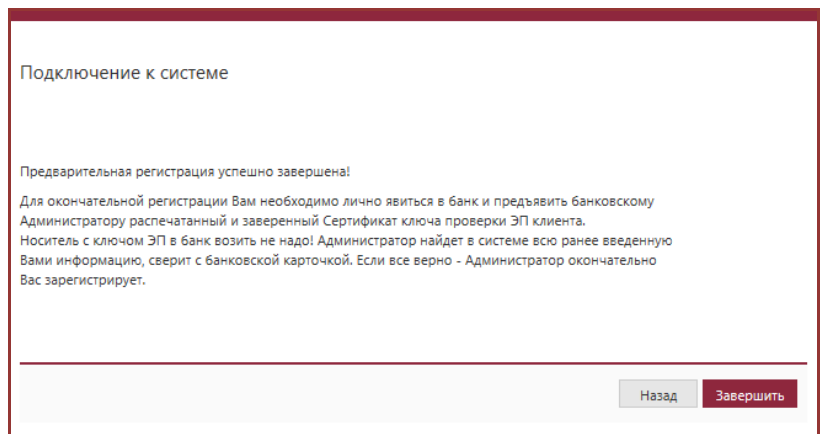 Подключение к системе
Предварительная регистрация успешно завершена!
Для окончательной регистрации Вам необходимо лично явиться в банк и предъявить банковскому
Администратору распечатанный и заверенный Сертификат ключа проверки ЭП клиента.
Носитель с ключом ЭП в банк возить не надо! Администратор найдет в системе всю ранее введенную
Вами информацию, сверит с банковской карточкой. Если все верно - Администратор окончательно
Вас зарегистрирует.
Назад Завершить